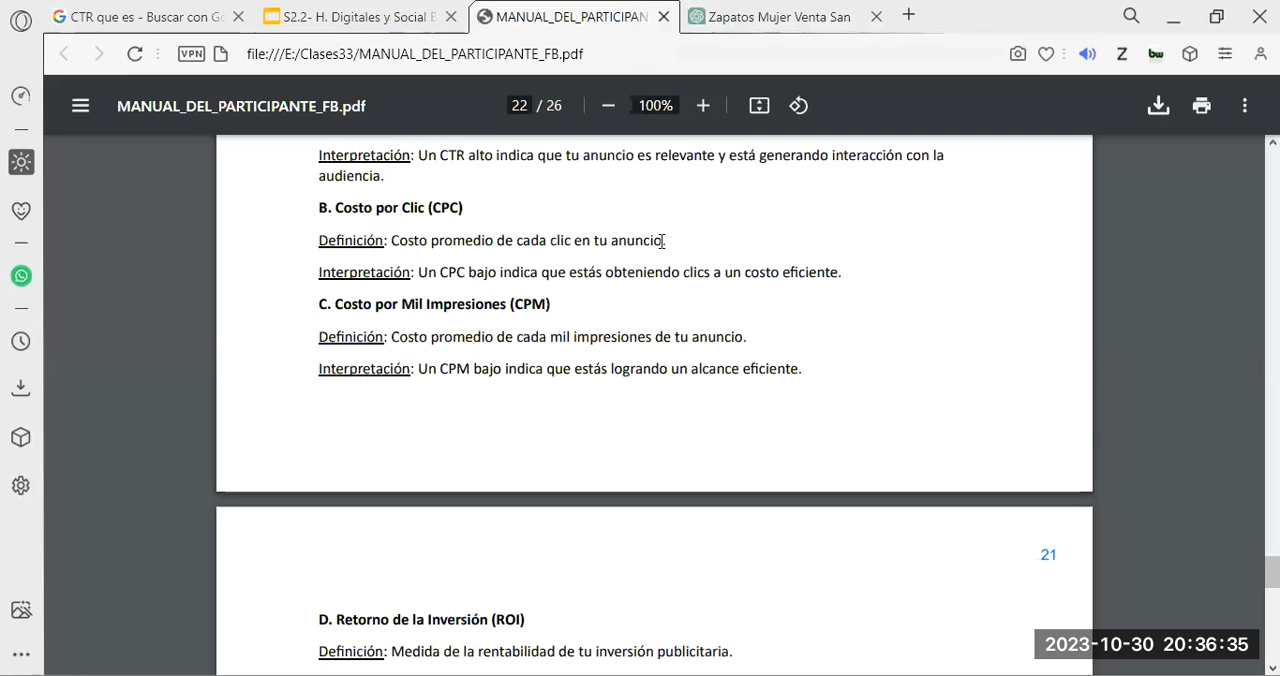 CTR que es - Buscar con Go
S2.2- H. Digitales y Social E
MANUAL_DEL_PARTICIPAN
Zapatos Mujer Venta San
VPN
file:///E:/Clases33/MANUAL_DEL_PARTICIPANTE_FB.pdf
Z
bw
MANUAL_DEL_PARTICIPANTE_FB.pdf
22 / 26
100%
Interpretación: Un CTR alto indica que tu anuncio es relevante y está generando interacción con la
audiencia.
B. Costo por Clic (CPC)
Definición: Costo promedio de cada clic en tu anuncio.
Interpretación: Un CPC bajo indica que estás obteniendo clics a un costo eficiente.
C. Costo por Mil Impresiones (CPM)
Definición: Costo promedio de cada mil impresiones de tu anuncio.
Interpretación: Un CPM bajo indica que estás logrando un alcance eficiente.
21
D. Retorno de la Inversión (ROI)
Definición: Medida de la rentabilidad de tu inversión publicitaria.
2023-10-30 20:36:35